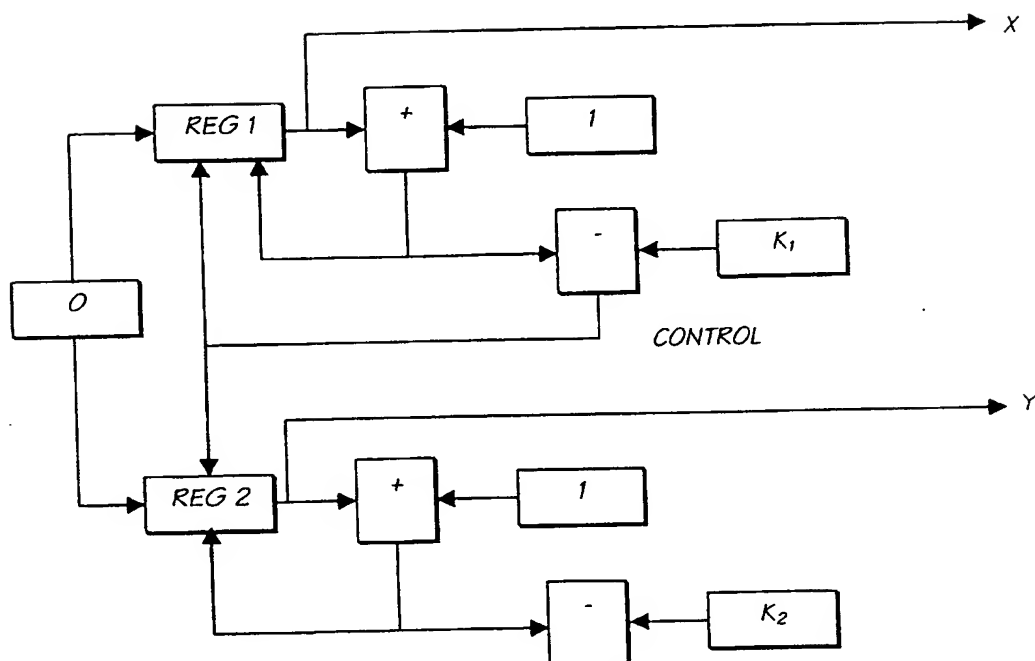 X
REG 1
+
1
-
K₁
O
CONTROL
Y
REG 2
+
1
-
K₂